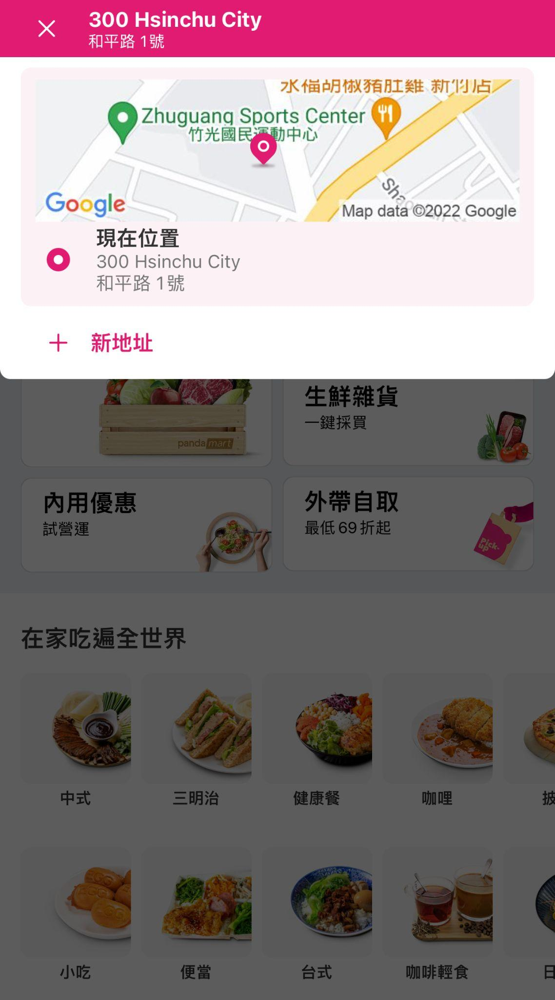 300 Hsinchu City
和平路 1號
永福胡椒豬肚雞 新竹店
Zhuguang Sports Center
竹光國民運動中心
Google
Map data ©2022 Google
現在位置
300 Hsinchu City
和平路 1號
新地址
panda mart
生鮮雜貨
一鍵採買
內用優惠
試營運
外帶自取
最低 69 折起
Pick-
up
在家吃遍全世界
中式
三明治
健康餐
咖哩
披
小吃
便當
台式
咖啡輕食
日